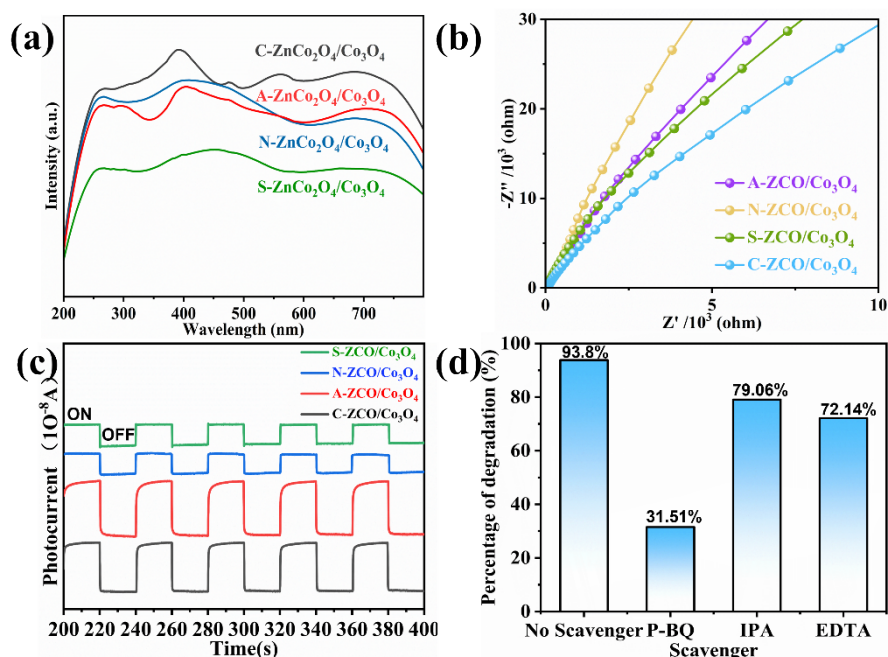 (a)
C-ZnCo₂O₄/Co₃O₄
A-ZnCo₂O₄/Co₃O₄
N-ZnCo₂O₄/Co₃O₄
S-ZnCo₂O₄/Co₃O₄
Intensity (a.u.)
200 300 400 500 600 700
Wavelength (nm)
(b)
30
20
10
0
-Z'' /10³ (ohm)
A-ZCO/Co₃O₄
N-ZCO/Co₃O₄
S-ZCO/Co₃O₄
C-ZCO/Co₃O₄
0 5 10
Z' /10³ (ohm)
(c)
S-ZCO/Co₃O₄
N-ZCO/Co₃O₄
A-ZCO/Co₃O₄
C-ZCO/Co₃O₄
ON
OFF
Photocurrent (10⁻⁸A)
200 220 240 260 280 300 320 340 360 380 400
Time(s)
(d)
100
80
60
40
20
0
Percentage of degradation (%)
93.8%
31.51%
79.06%
72.14%
No Scavenger P-BQ IPA EDTA
Scavenger